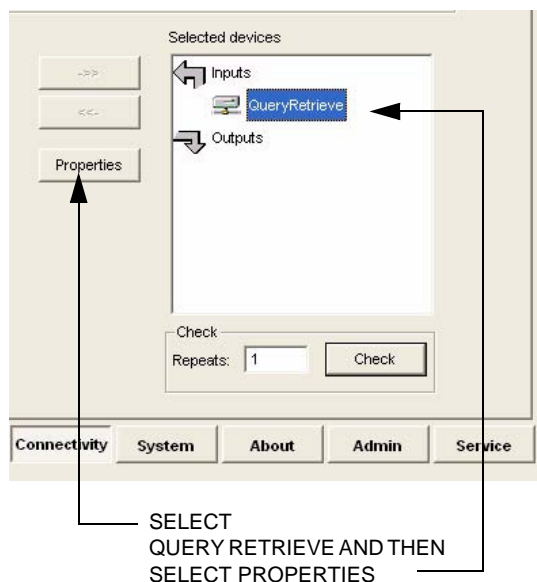 Selected devices
->>
Inputs
<<-
QueryRetrieve
Outputs
Properties
Check
Repeats: 1 Check
Connectivity System About Admin Service
SELECT
QUERY RETRIEVE AND THEN
SELECT PROPERTIES